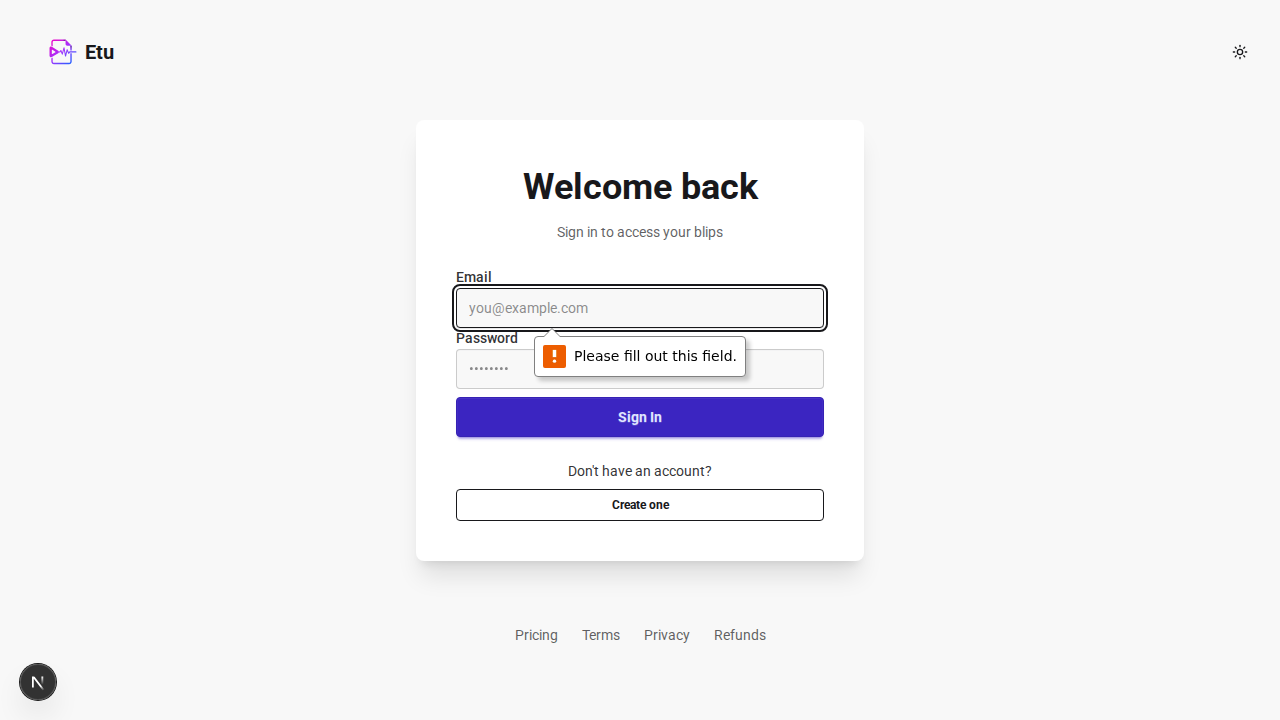 Etu
Welcome back
Sign in to access your blips
Email
you@example.com
Password
Please fill out this field.
••••••••
Sign In
Don't have an account?
Create one
Pricing Terms Privacy Refunds
N